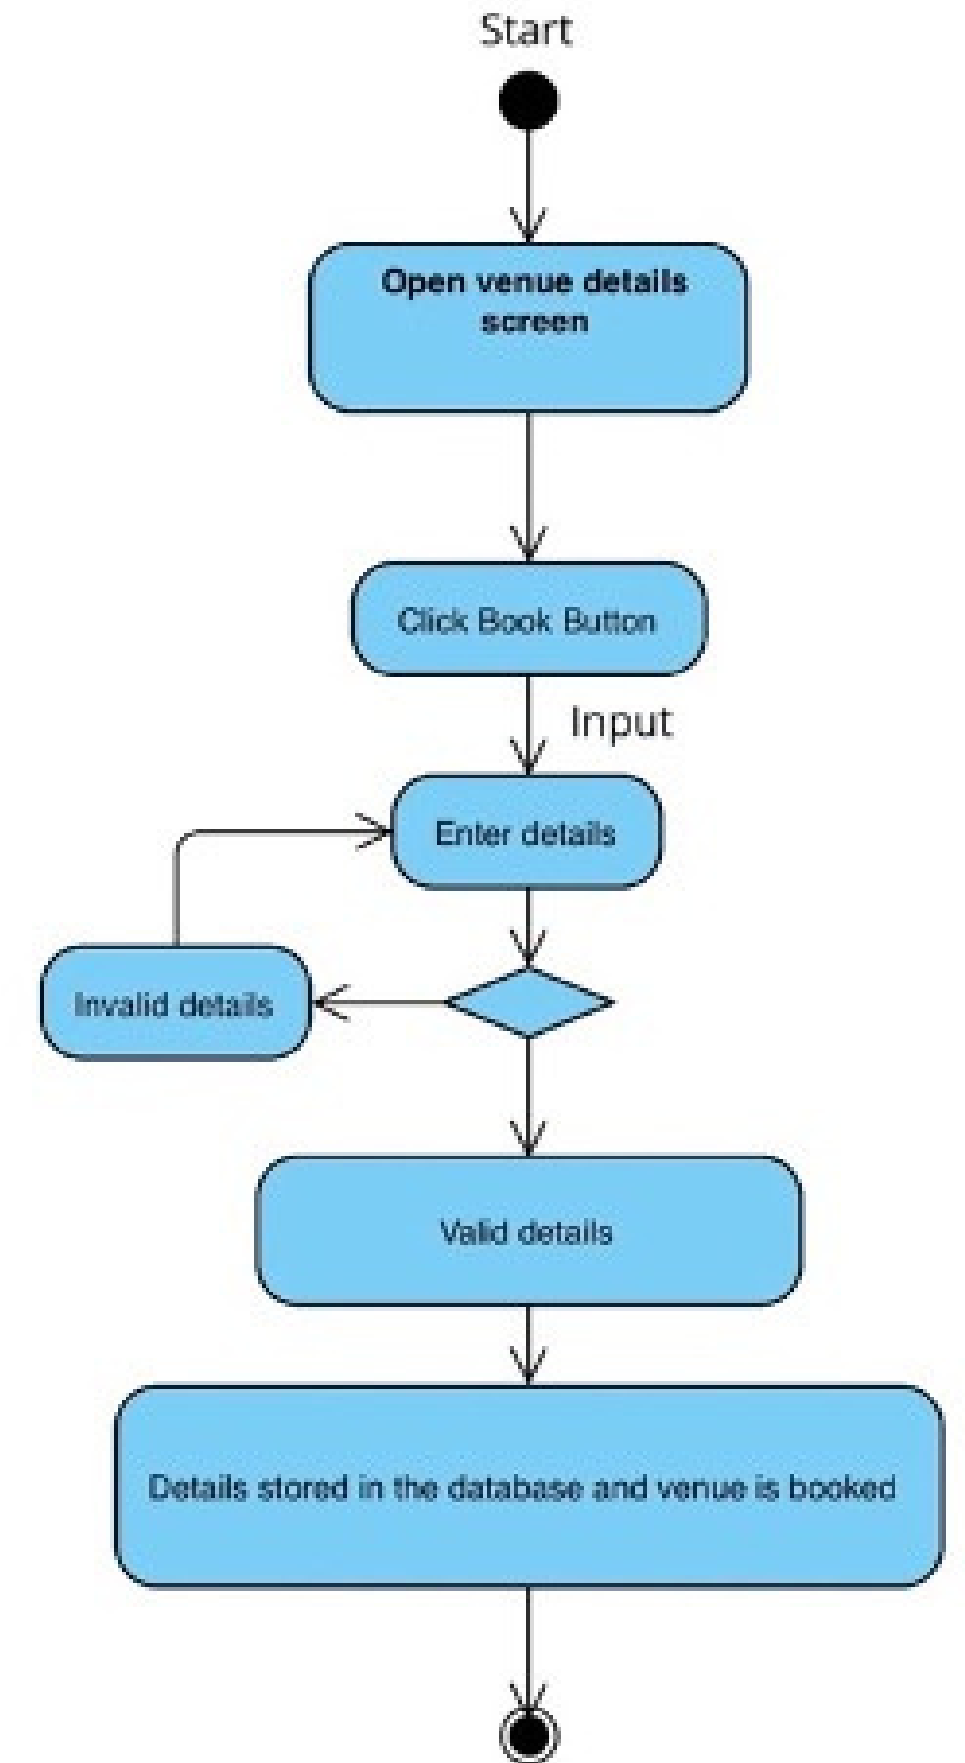 Start
Open venue details
screen
Click Book Button
Input
Enter details
Invalid details
Valid details
Details stored in the database and venue is booked